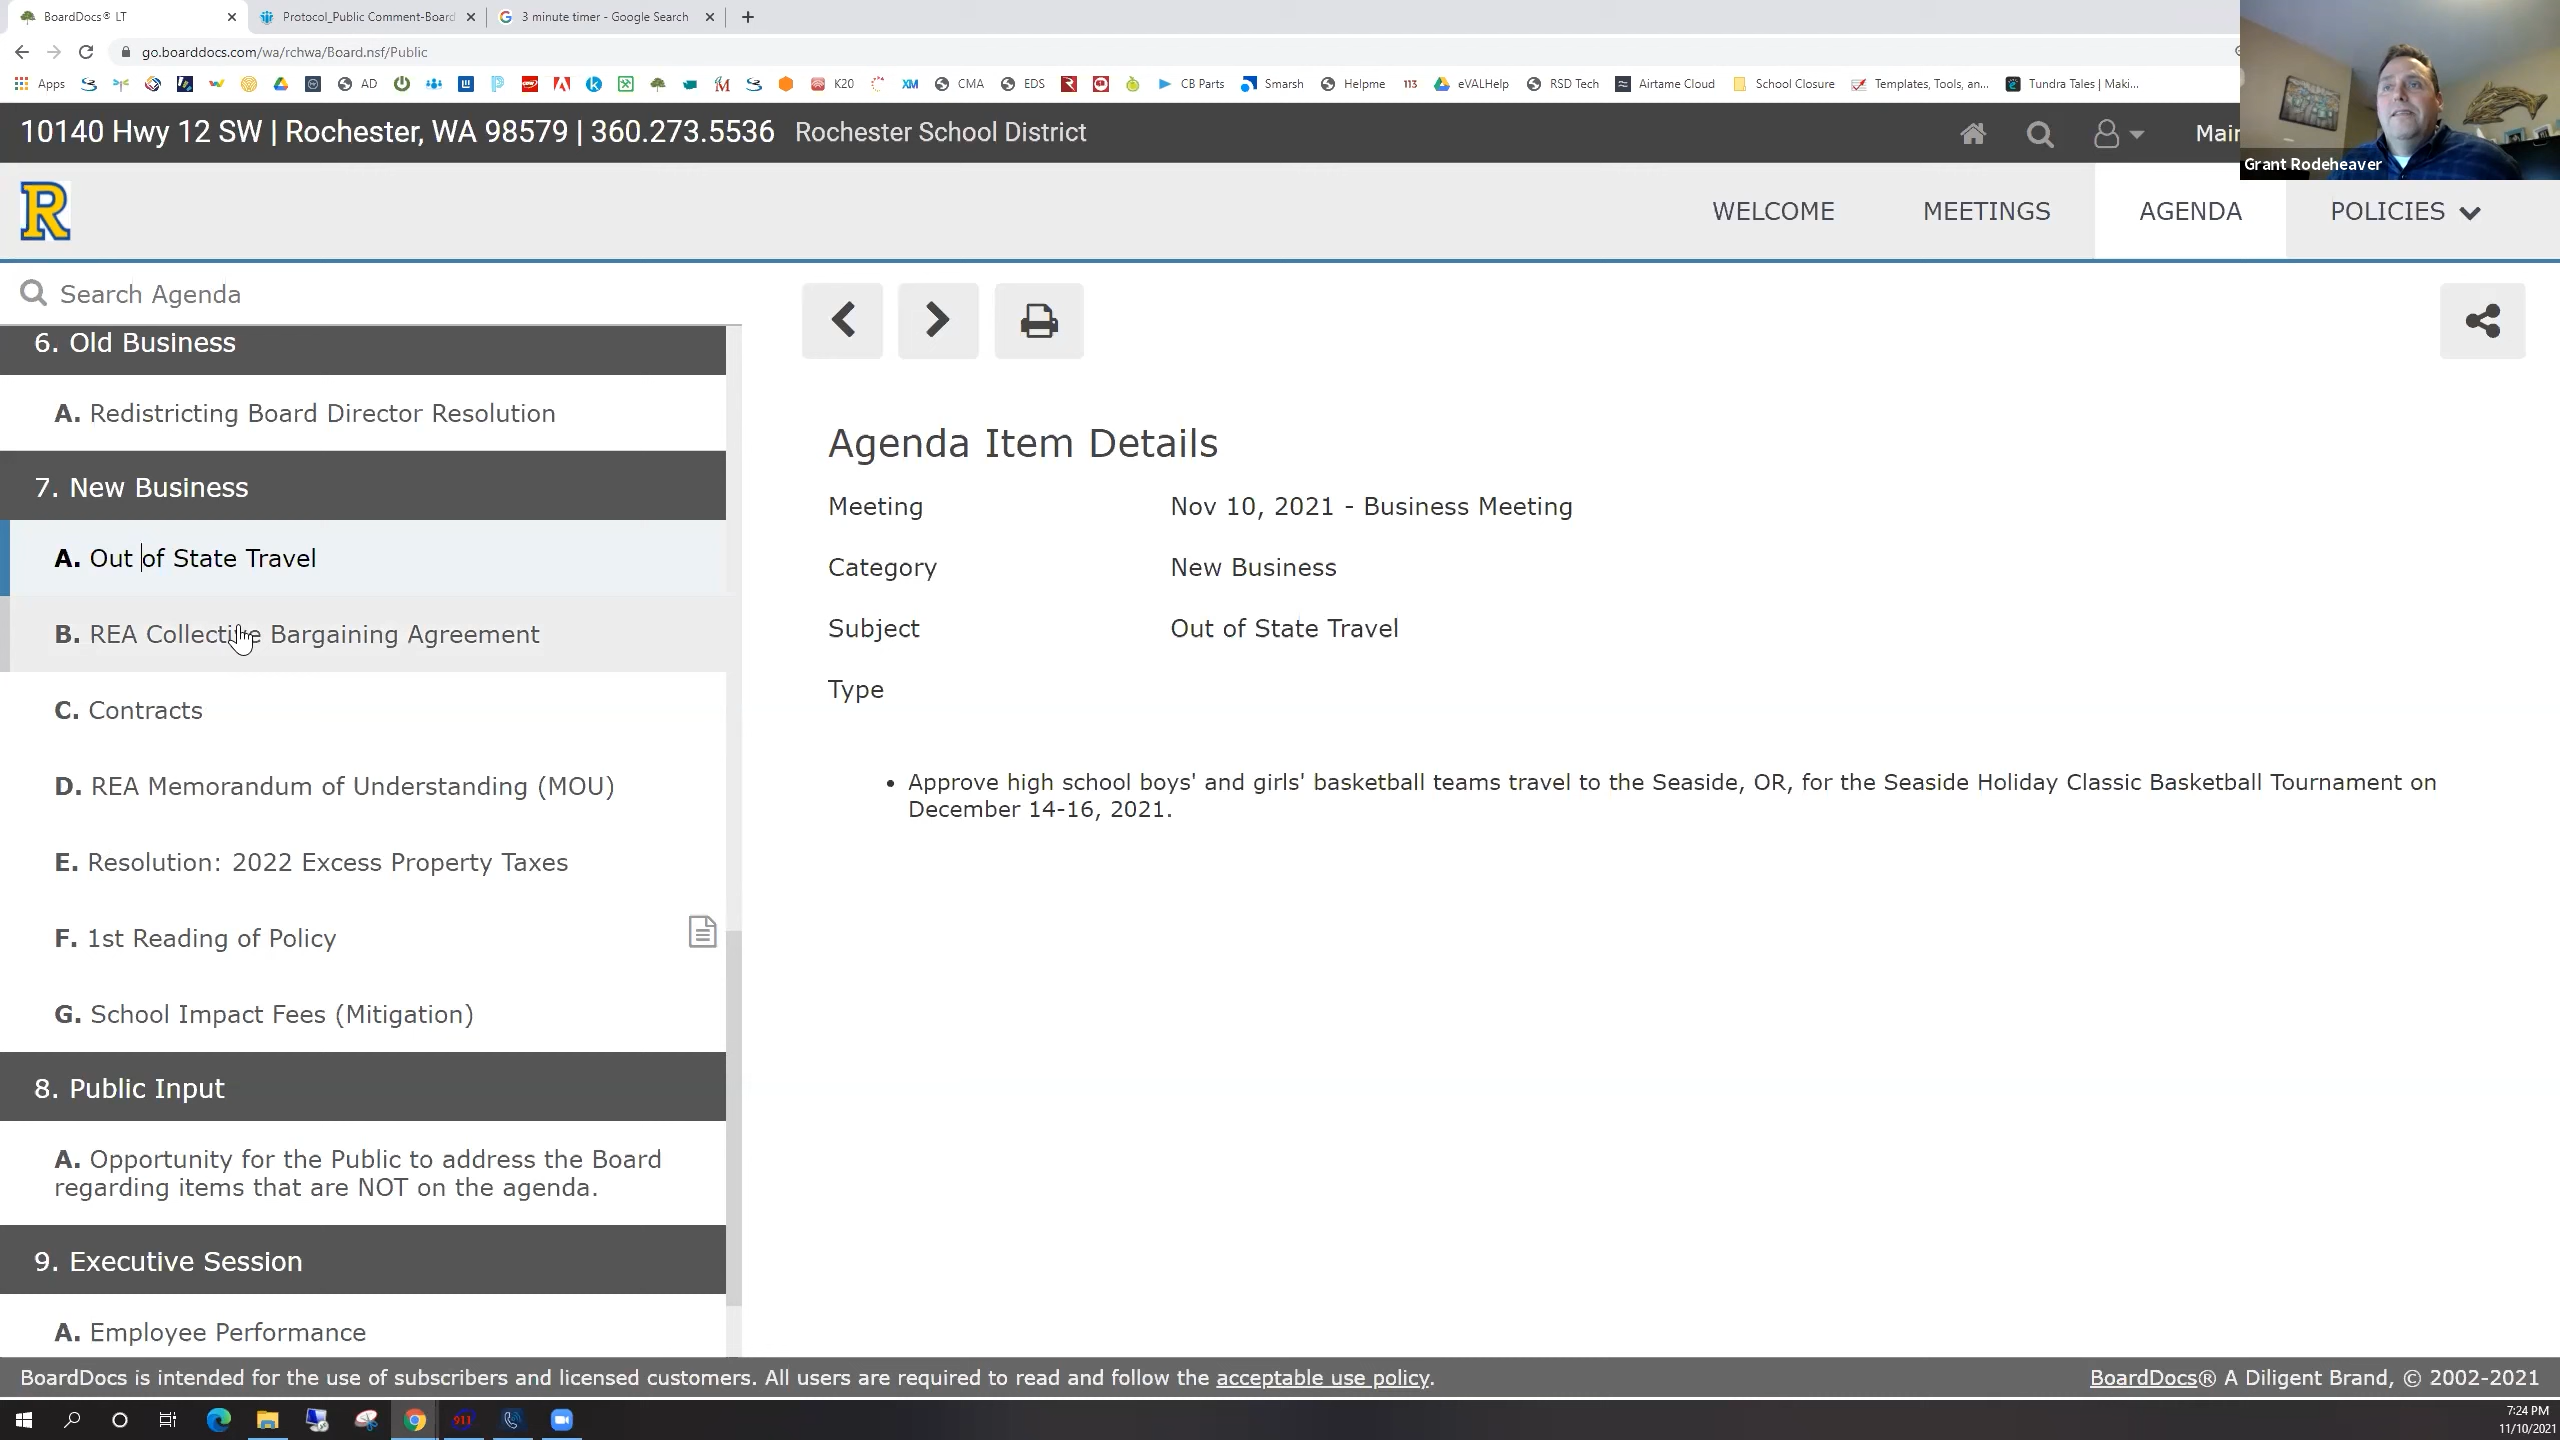 BoardDocs® LT
Protocol_Public Comment-Board
3 minute timer - Google Search
go.boarddocs.com/wa/rchwa/Board.nsf/Public
Apps AD K20 XM CMA EDS CB Parts Smarsh Helpme 113 eVALHelp RSD Tech Airtame Cloud School Closure Templates, Tools, an... Tundra Tales | Maki...
10140 Hwy 12 SW | Rochester, WA 98579 | 360.273.5536 Rochester School District
Grant Rodeheaver
R
WELCOME MEETINGS AGENDA POLICIES
Search Agenda
6. Old Business
A. Redistricting Board Director Resolution
7. New Business
A. Out of State Travel
B. REA Collective Bargaining Agreement
C. Contracts
D. REA Memorandum of Understanding (MOU)
E. Resolution: 2022 Excess Property Taxes
F. 1st Reading of Policy
G. School Impact Fees (Mitigation)
8. Public Input
A. Opportunity for the Public to address the Board
regarding items that are NOT on the agenda.
9. Executive Session
A. Employee Performance
Agenda Item Details
Meeting Nov 10, 2021 - Business Meeting
Category New Business
Subject Out of State Travel
Type
• Approve high school boys' and girls' basketball teams travel to the Seaside, OR, for the Seaside Holiday Classic Basketball Tournament on
December 14-16, 2021.
BoardDocs is intended for the use of subscribers and licensed customers. All users are required to read and follow the acceptable use policy.
BoardDocs® A Diligent Brand, © 2002-2021
911
7:24 PM
11/10/2021